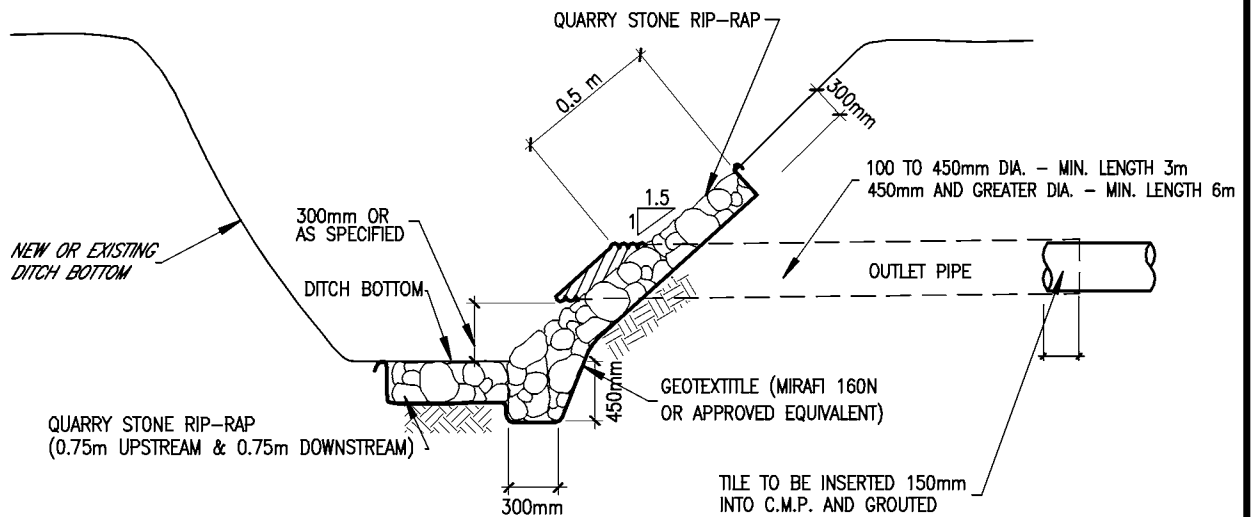 QUARRY STONE RIP-RAP
0.5 m
300mm
100 TO 450mm DIA. - MIN. LENGTH 3m
450mm AND GREATER DIA. - MIN. LENGTH 6m
1.5
1
300mm OR
AS SPECIFIED
NEW OR EXISTING
DITCH BOTTOM
DITCH BOTTOM
OUTLET PIPE
450mm
GEOTEXTITLE (MIRAFI 160N
OR APPROVED EQUIVALENT)
QUARRY STONE RIP-RAP
(0.75m UPSTREAM & 0.75m DOWNSTREAM)
300mm
TILE TO BE INSERTED 150mm
INTO C.M.P. AND GROUTED